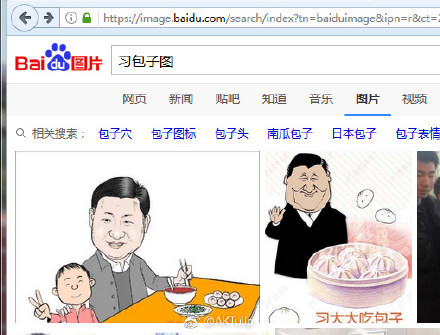 https://image.baidu.com/search/index?tn=baiduimage&ipn=r&ct=
Bai du 图片
习包子图
网页 新闻 贴吧 知道 音乐 图片 视频
相关搜索: 包子穴 包子图标 包子头 南瓜包子 日本包子 包子表情
习大大吃包子